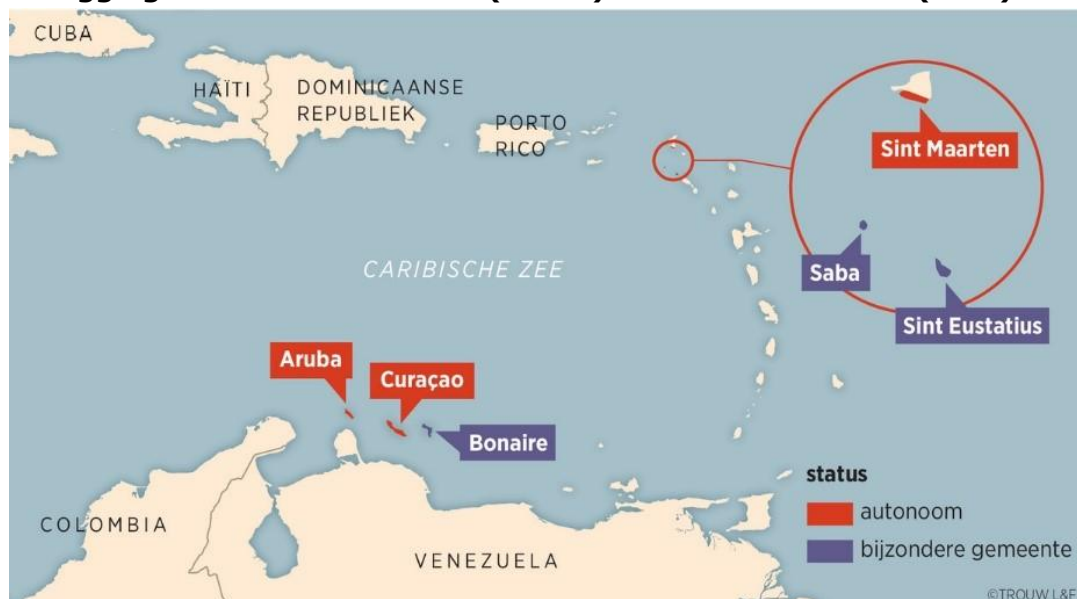 CUBA
HAÏTI
DOMINICAANSE
REPUBLIEK
PORTO
RICO
Sint Maarten
Saba
Sint Eustatius
CARIBISCHE ZEE
Aruba
Curaçao
Bonaire
COLOMBIA
VENEZUELA
status
autonoom
bijzondere gemeente
©TROUW L&F